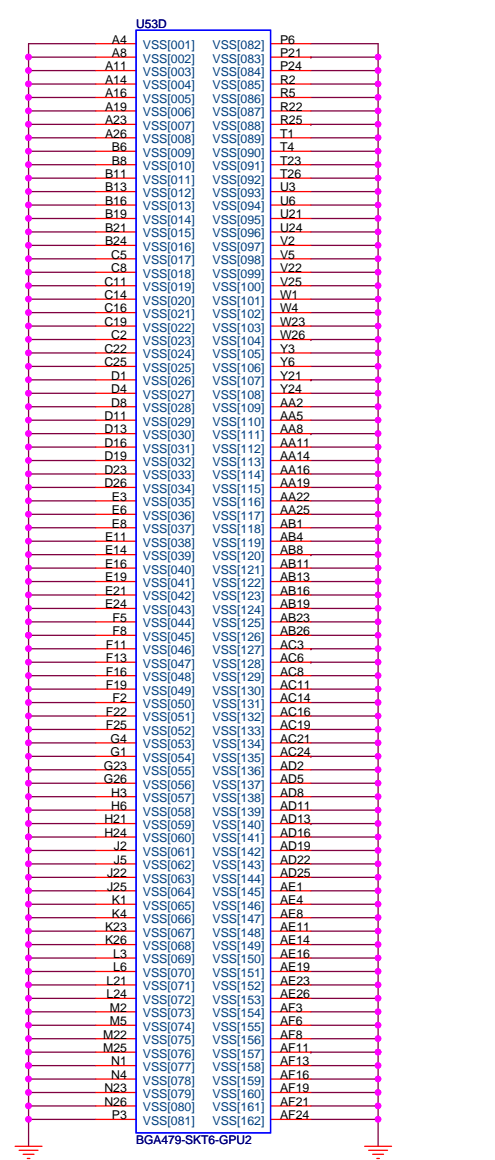 U53D
A4 VSS[001] VSS[082] P6
A8 VSS[002] VSS[083] P21
A11 VSS[003] VSS[084] P24
A14 VSS[004] VSS[085] R2
A16 VSS[005] VSS[086] R5
A19 VSS[006] VSS[087] R22
A23 VSS[007] VSS[088] R25
A26 VSS[008] VSS[089] T1
B6 VSS[009] VSS[090] T4
B8 VSS[010] VSS[091] T23
B11 VSS[011] VSS[092] T26
B13 VSS[012] VSS[093] U3
B16 VSS[013] VSS[094] U6
B19 VSS[014] VSS[095] U21
B21 VSS[015] VSS[096] U24
B24 VSS[016] VSS[097] V2
C5 VSS[017] VSS[098] V5
C8 VSS[018] VSS[099] V22
C11 VSS[019] VSS[100] V25
C14 VSS[020] VSS[101] W1
C16 VSS[021] VSS[102] W4
C19 VSS[022] VSS[103] W23
C2 VSS[023] VSS[104] W26
C22 VSS[024] VSS[105] Y3
C25 VSS[025] VSS[106] Y6
D1 VSS[026] VSS[107] Y21
D4 VSS[027] VSS[108] Y24
D8 VSS[028] VSS[109] AA2
D11 VSS[029] VSS[110] AA5
D13 VSS[030] VSS[111] AA8
D16 VSS[031] VSS[112] AA11
D19 VSS[032] VSS[113] AA14
D23 VSS[033] VSS[114] AA16
D26 VSS[034] VSS[115] AA19
E3 VSS[035] VSS[116] AA22
E6 VSS[036] VSS[117] AA25
E8 VSS[037] VSS[118] AB1
E11 VSS[038] VSS[119] AB4
E14 VSS[039] VSS[120] AB8
E16 VSS[040] VSS[121] AB11
E19 VSS[041] VSS[122] AB13
E21 VSS[042] VSS[123] AB16
E24 VSS[043] VSS[124] AB19
F5 VSS[044] VSS[125] AB23
F8 VSS[045] VSS[126] AB26
F11 VSS[046] VSS[127] AC3
F13 VSS[047] VSS[128] AC6
F16 VSS[048] VSS[129] AC8
F19 VSS[049] VSS[130] AC11
F2 VSS[050] VSS[131] AC14
F22 VSS[051] VSS[132] AC16
F25 VSS[052] VSS[133] AC19
G4 VSS[053] VSS[134] AC21
G1 VSS[054] VSS[135] AC24
G23 VSS[055] VSS[136] AD2
G26 VSS[056] VSS[137] AD5
H3 VSS[057] VSS[138] AD8
H6 VSS[058] VSS[139] AD11
H21 VSS[059] VSS[140] AD13
H24 VSS[060] VSS[141] AD16
J2 VSS[061] VSS[142] AD19
J5 VSS[062] VSS[143] AD22
J22 VSS[063] VSS[144] AD25
J25 VSS[064] VSS[145] AE1
K1 VSS[065] VSS[146] AE4
K4 VSS[066] VSS[147] AE8
K23 VSS[067] VSS[148] AE11
K26 VSS[068] VSS[149] AE14
L3 VSS[069] VSS[150] AE16
L6 VSS[070] VSS[151] AE19
L21 VSS[071] VSS[152] AE23
L24 VSS[072] VSS[153] AE26
M2 VSS[073] VSS[154] AF3
M5 VSS[074] VSS[155] AF6
M22 VSS[075] VSS[156] AF8
M25 VSS[076] VSS[157] AF11
N1 VSS[077] VSS[158] AF13
N4 VSS[078] VSS[159] AF16
N23 VSS[079] VSS[160] AF19
N26 VSS[080] VSS[161] AF21
P3 VSS[081] VSS[162] AF24
BGA479-SKT6-GPU2